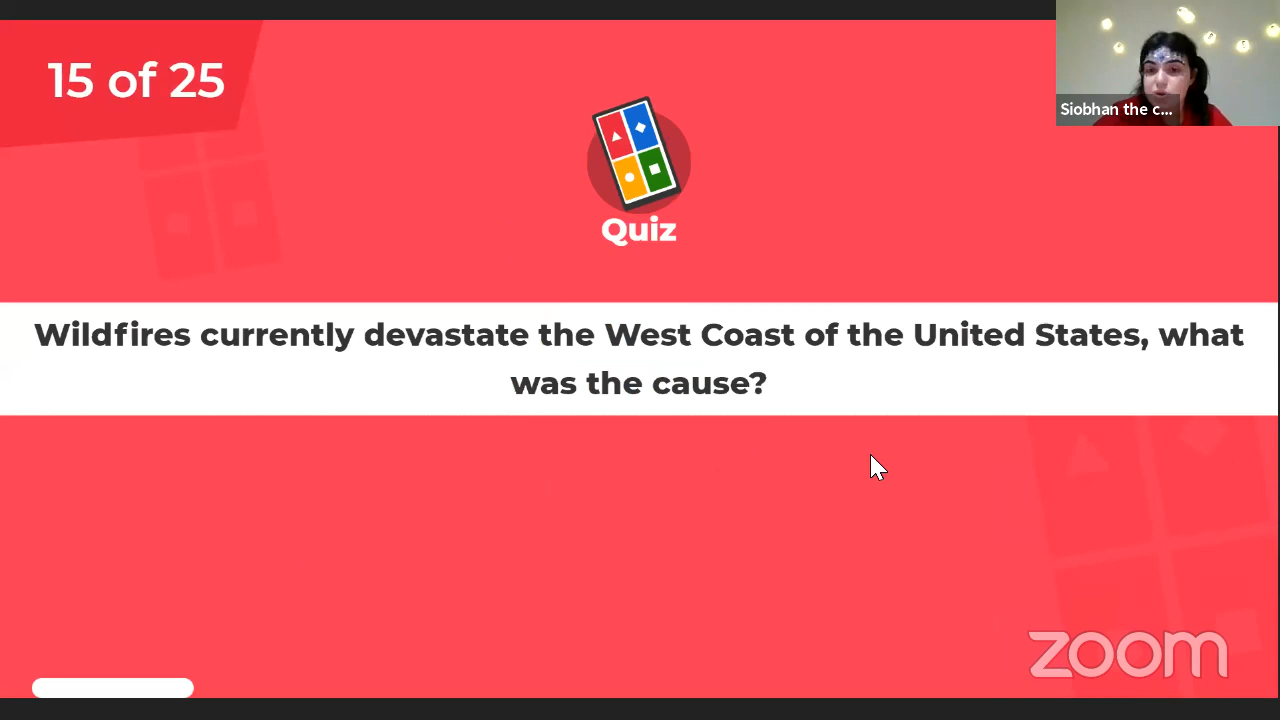 15 of 25
Siobhan the c...
Quiz
Wildfires currently devastate the West Coast of the United States, what
was the cause?
zoom